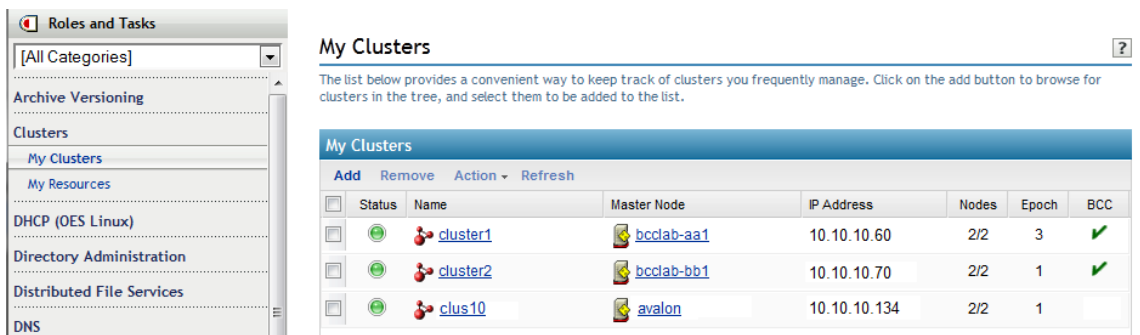 Roles and Tasks
[All Categories]
Archive Versioning
Clusters
My Clusters
My Resources
DHCP (OES Linux)
Directory Administration
Distributed File Services
DNS
My Clusters
?
The list below provides a convenient way to keep track of clusters you frequently manage. Click on the add button to browse for
clusters in the tree, and select them to be added to the list.
My Clusters
Add Remove Action Refresh
Status Name Master Node IP Address Nodes Epoch BCC
cluster1 bcclab-aa1 10.10.10.60 2/2 3
cluster2 bcclab-bb1 10.10.10.70 2/2 1
clus10 avalon 10.10.10.134 2/2 1